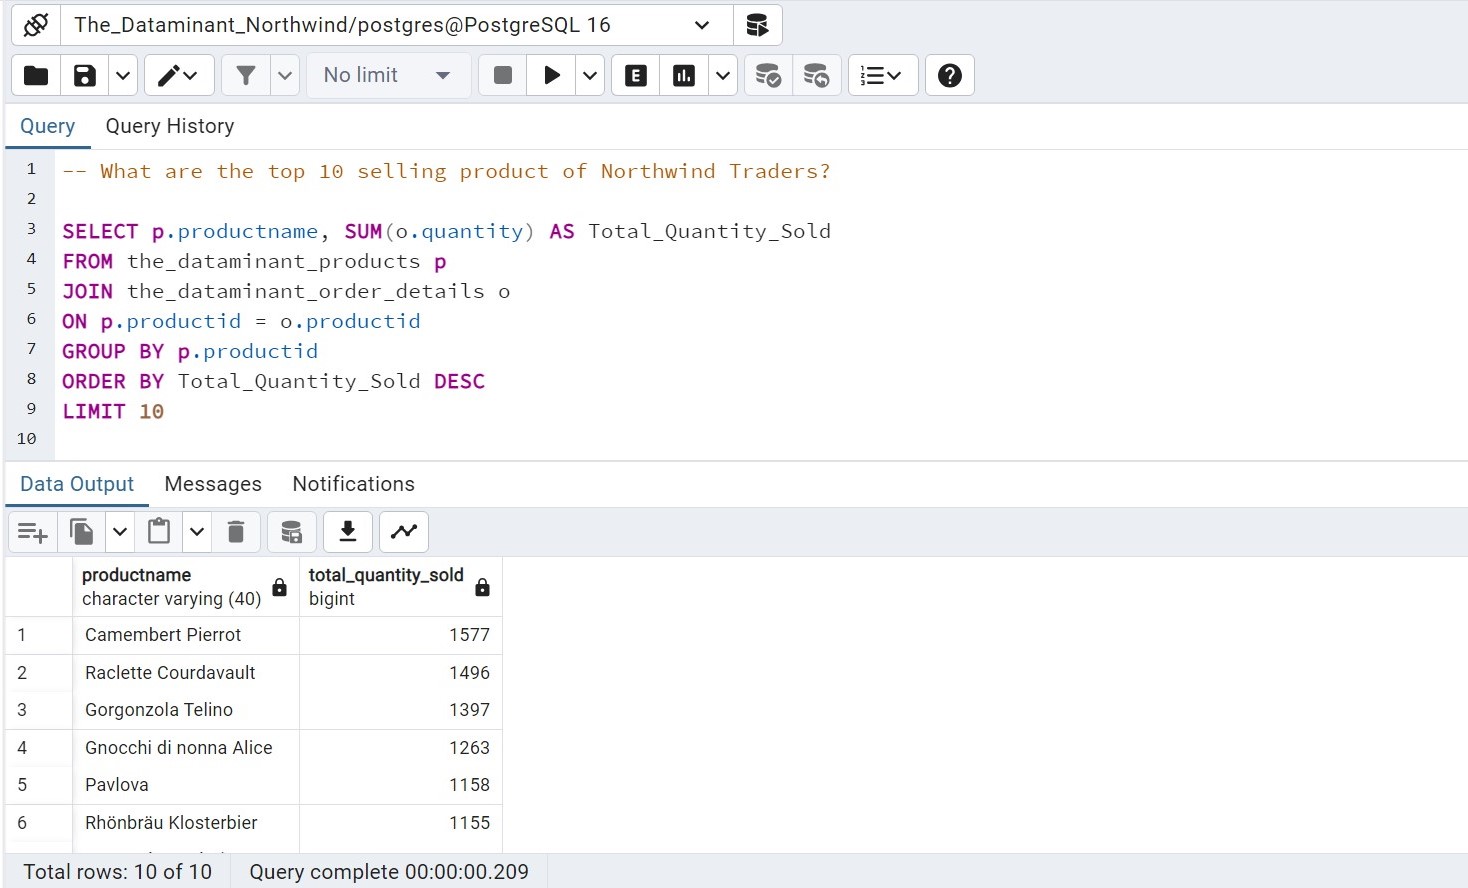 The_Dataminant_Northwind/postgres@PostgreSQL 16
No limit
E
Query Query History
1 -- What are the top 10 selling product of Northwind Traders?
2
3 SELECT p.productname, SUM(o.quantity) AS Total_Quantity_Sold
4 FROM the_dataminant_products p
5 JOIN the_dataminant_order_details o
6 ON p.productid = o.productid
7 GROUP BY p.productid
8 ORDER BY Total_Quantity_Sold DESC
9 LIMIT 10
10
Data Output Messages Notifications
productname total_quantity_sold
character varying (40) bigint
1 Camembert Pierrot 1577
2 Raclette Courdavault 1496
3 Gorgonzola Telino 1397
4 Gnocchi di nonna Alice 1263
5 Pavlova 1158
6 Rhönbräu Klosterbier 1155
Total rows: 10 of 10 Query complete 00:00:00.209